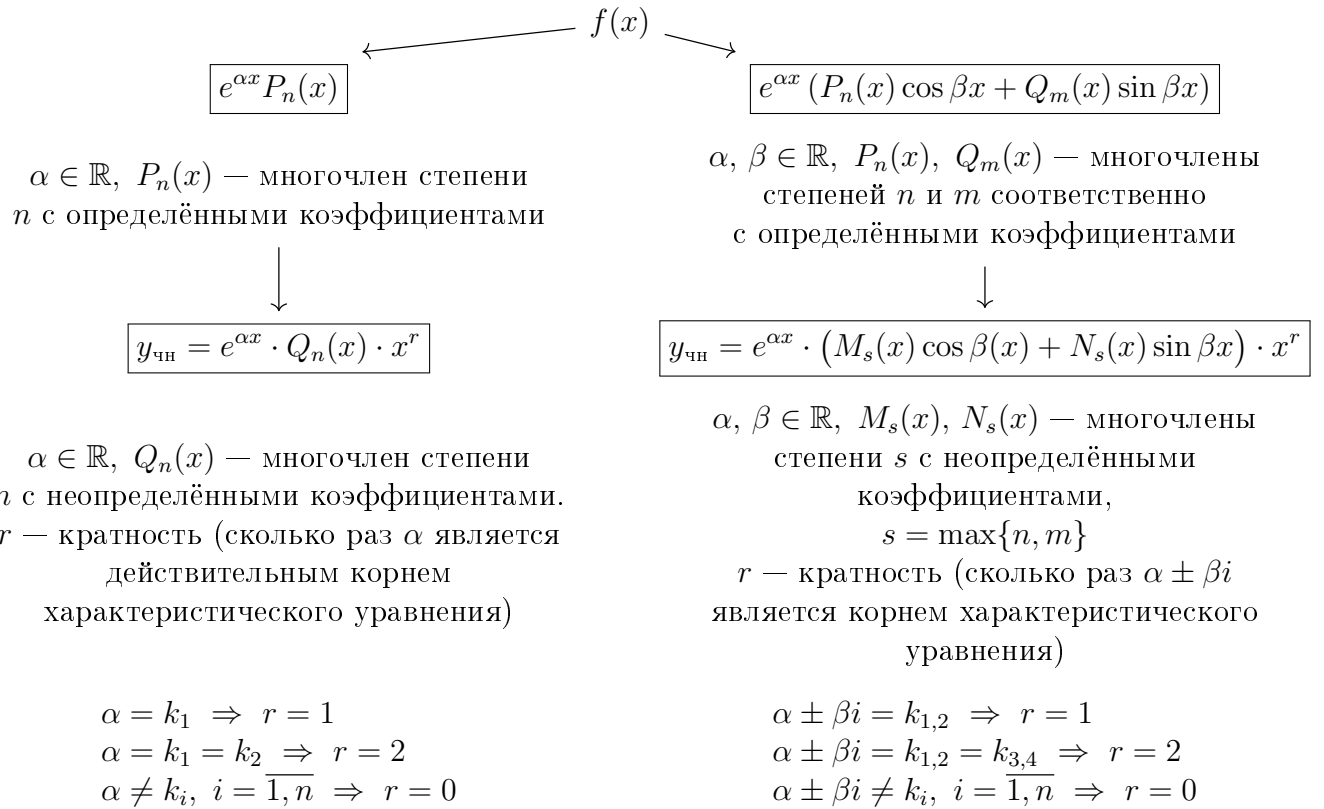 f(x)
e^{αx} P_n(x)
α ∈ ℝ, P_n(x) — многочлен степени
n с определёнными коэффициентами
y_{чн} = e^{αx} · Q_n(x) · x^r
α ∈ ℝ, Q_n(x) — многочлен степени
n с неопределёнными коэффициентами.
r — кратность (сколько раз α является
действительным корнем
характеристического уравнения)
α = k_1 ⇒ r = 1
α = k_1 = k_2 ⇒ r = 2
α ≠ k_i, i = \overline{1, n} ⇒ r = 0
e^{αx} (P_n(x) cos βx + Q_m(x) sin βx)
α, β ∈ ℝ, P_n(x), Q_m(x) — многочлены
степеней n и m соответственно
с определёнными коэффициентами
y_{чн} = e^{αx} · (M_s(x) cos β(x) + N_s(x) sin βx) · x^r
α, β ∈ ℝ, M_s(x), N_s(x) — многочлены
степени s с неопределёнными
коэффициентами,
s = max{n, m}
r — кратность (сколько раз α ± βi
является корнем характеристического
уравнения)
α ± βi = k_{1,2} ⇒ r = 1
α ± βi = k_{1,2} = k_{3,4} ⇒ r = 2
α ± βi ≠ k_i, i = \overline{1, n} ⇒ r = 0